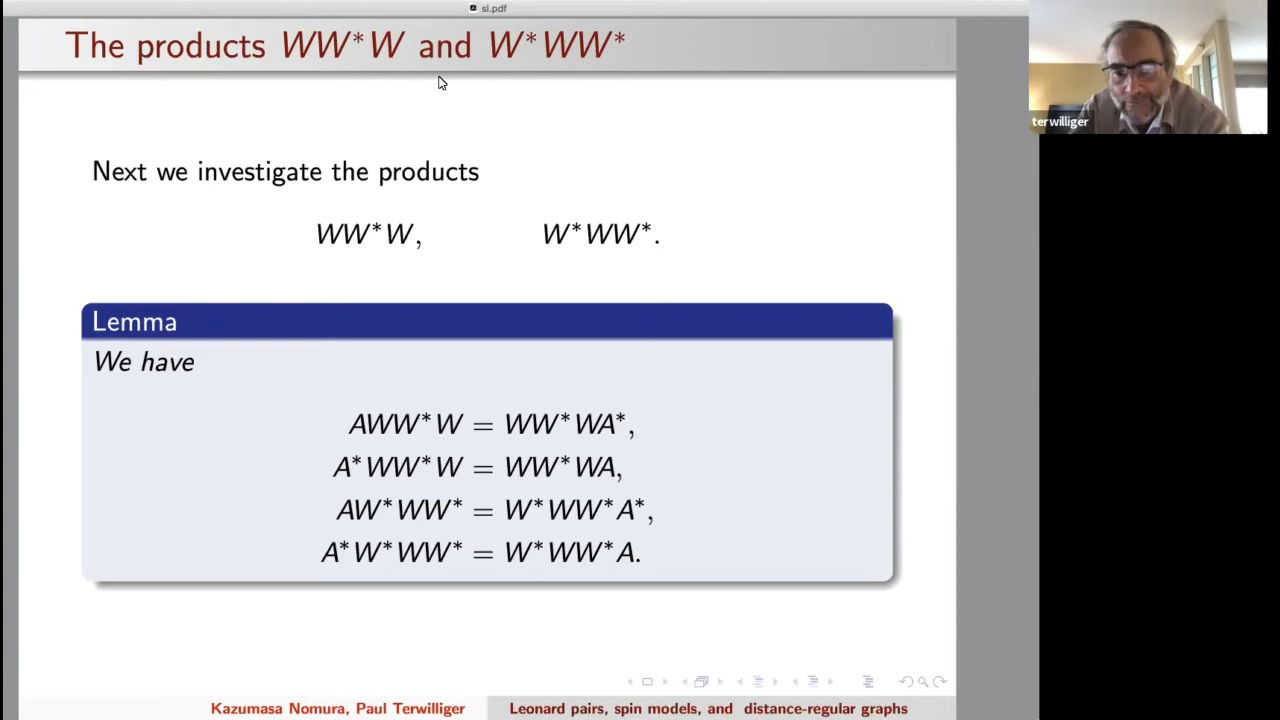 sl.pdf
The products WW*W and W*WW*
terwilliger
Next we investigate the products
WW*W, W*WW*.
Lemma
We have
AWW*W = WW*WA*,
A*WW*W = WW*WA,
AW*WW* = W*WW*A*,
A*W*WW* = W*WW*A.
Kazumasa Nomura, Paul Terwilliger Leonard pairs, spin models, and distance-regular graphs